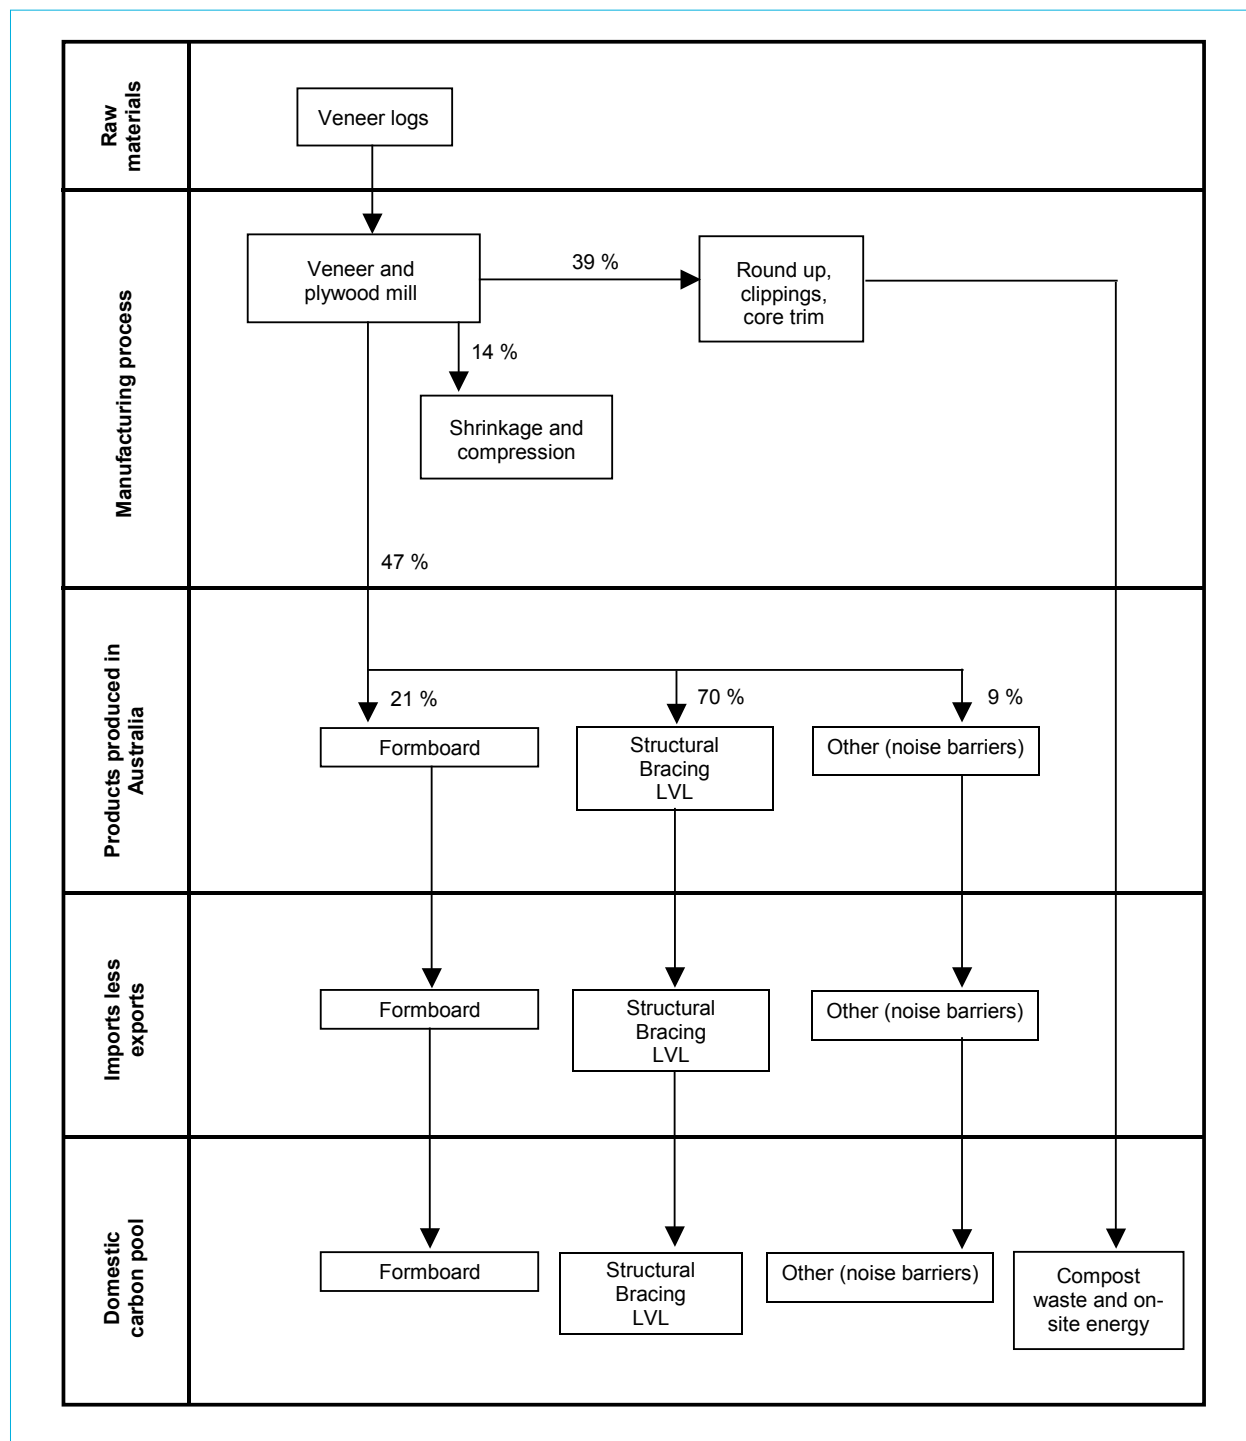 Raw
materials
Veneer logs
Manufacturing process
Veneer and
plywood mill
39 %
Round up,
clippings,
core trim
14 %
Shrinkage and
compression
47 %
Products produced in
Australia
21 %
70 %
9 %
Formboard
Structural
Bracing
LVL
Other (noise barriers)
Imports less
exports
Formboard
Structural
Bracing
LVL
Other (noise barriers)
Domestic
carbon pool
Formboard
Structural
Bracing
LVL
Other (noise barriers)
Compost
waste and on-
site energy